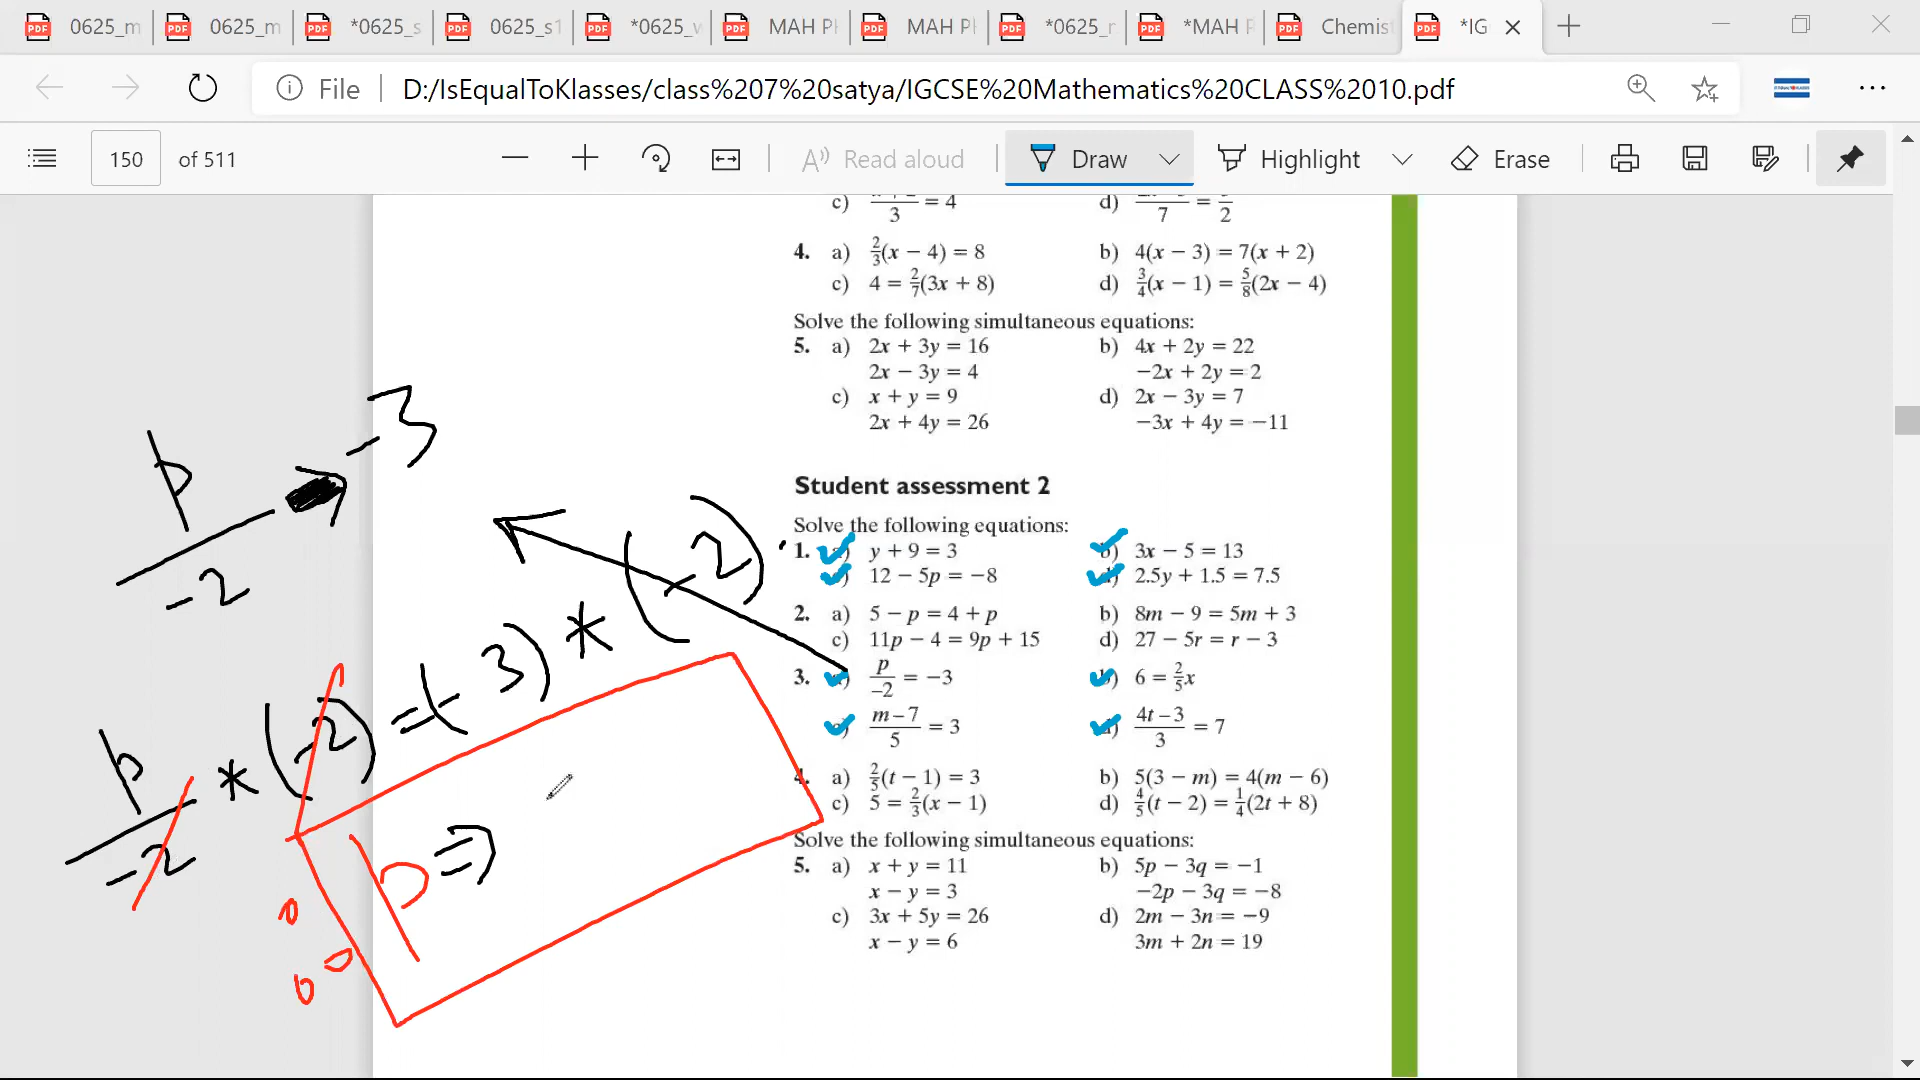 0625_m 0625_m *0625_s 0625_s1 *0625_w MAH PH MAH PH *0625_r *MAH P Chemist *IG
File D:/IsEqualToKlasses/class%207%20satya/IGCSE%20Mathematics%20CLASS%2010.pdf
150 of 511 Read aloud Draw Highlight Erase
c) 3 = 4 d) 7 = 2
4. a) 2/3(x − 4) = 8 b) 4(x − 3) = 7(x + 2)
c) 4 = 2/7(3x + 8) d) 3/4(x − 1) = 5/8(2x − 4)
Solve the following simultaneous equations:
5. a) 2x + 3y = 16 b) 4x + 2y = 22
2x − 3y = 4 −2x + 2y = 2
c) x + y = 9 d) 2x − 3y = 7
2x + 4y = 26 −3x + 4y = −11
Student assessment 2
Solve the following equations:
1. y + 9 = 3 b) 3x − 5 = 13
12 − 5p = −8 2.5y + 1.5 = 7.5
2. a) 5 − p = 4 + p b) 8m − 9 = 5m + 3
c) 11p − 4 = 9p + 15 d) 27 − 5r = r − 3
3. p/−2 = −3 6 = 2/5x
m − 7/5 = 3 4t − 3/3 = 7
4. a) 2/5(t − 1) = 3 b) 5(3 − m) = 4(m − 6)
c) 5 = 2/3(x − 1) d) 4/5(t − 2) = 1/4(2t + 8)
Solve the following simultaneous equations:
5. a) x + y = 11 b) 5p − 3q = −1
x − y = 3 −2p − 3q = −8
c) 3x + 5y = 26 d) 2m − 3n = −9
x − y = 6 3m + 2n = 19
p/−2 −3
p/−2 * (−2) = (−3) * (−2)
p ⇒